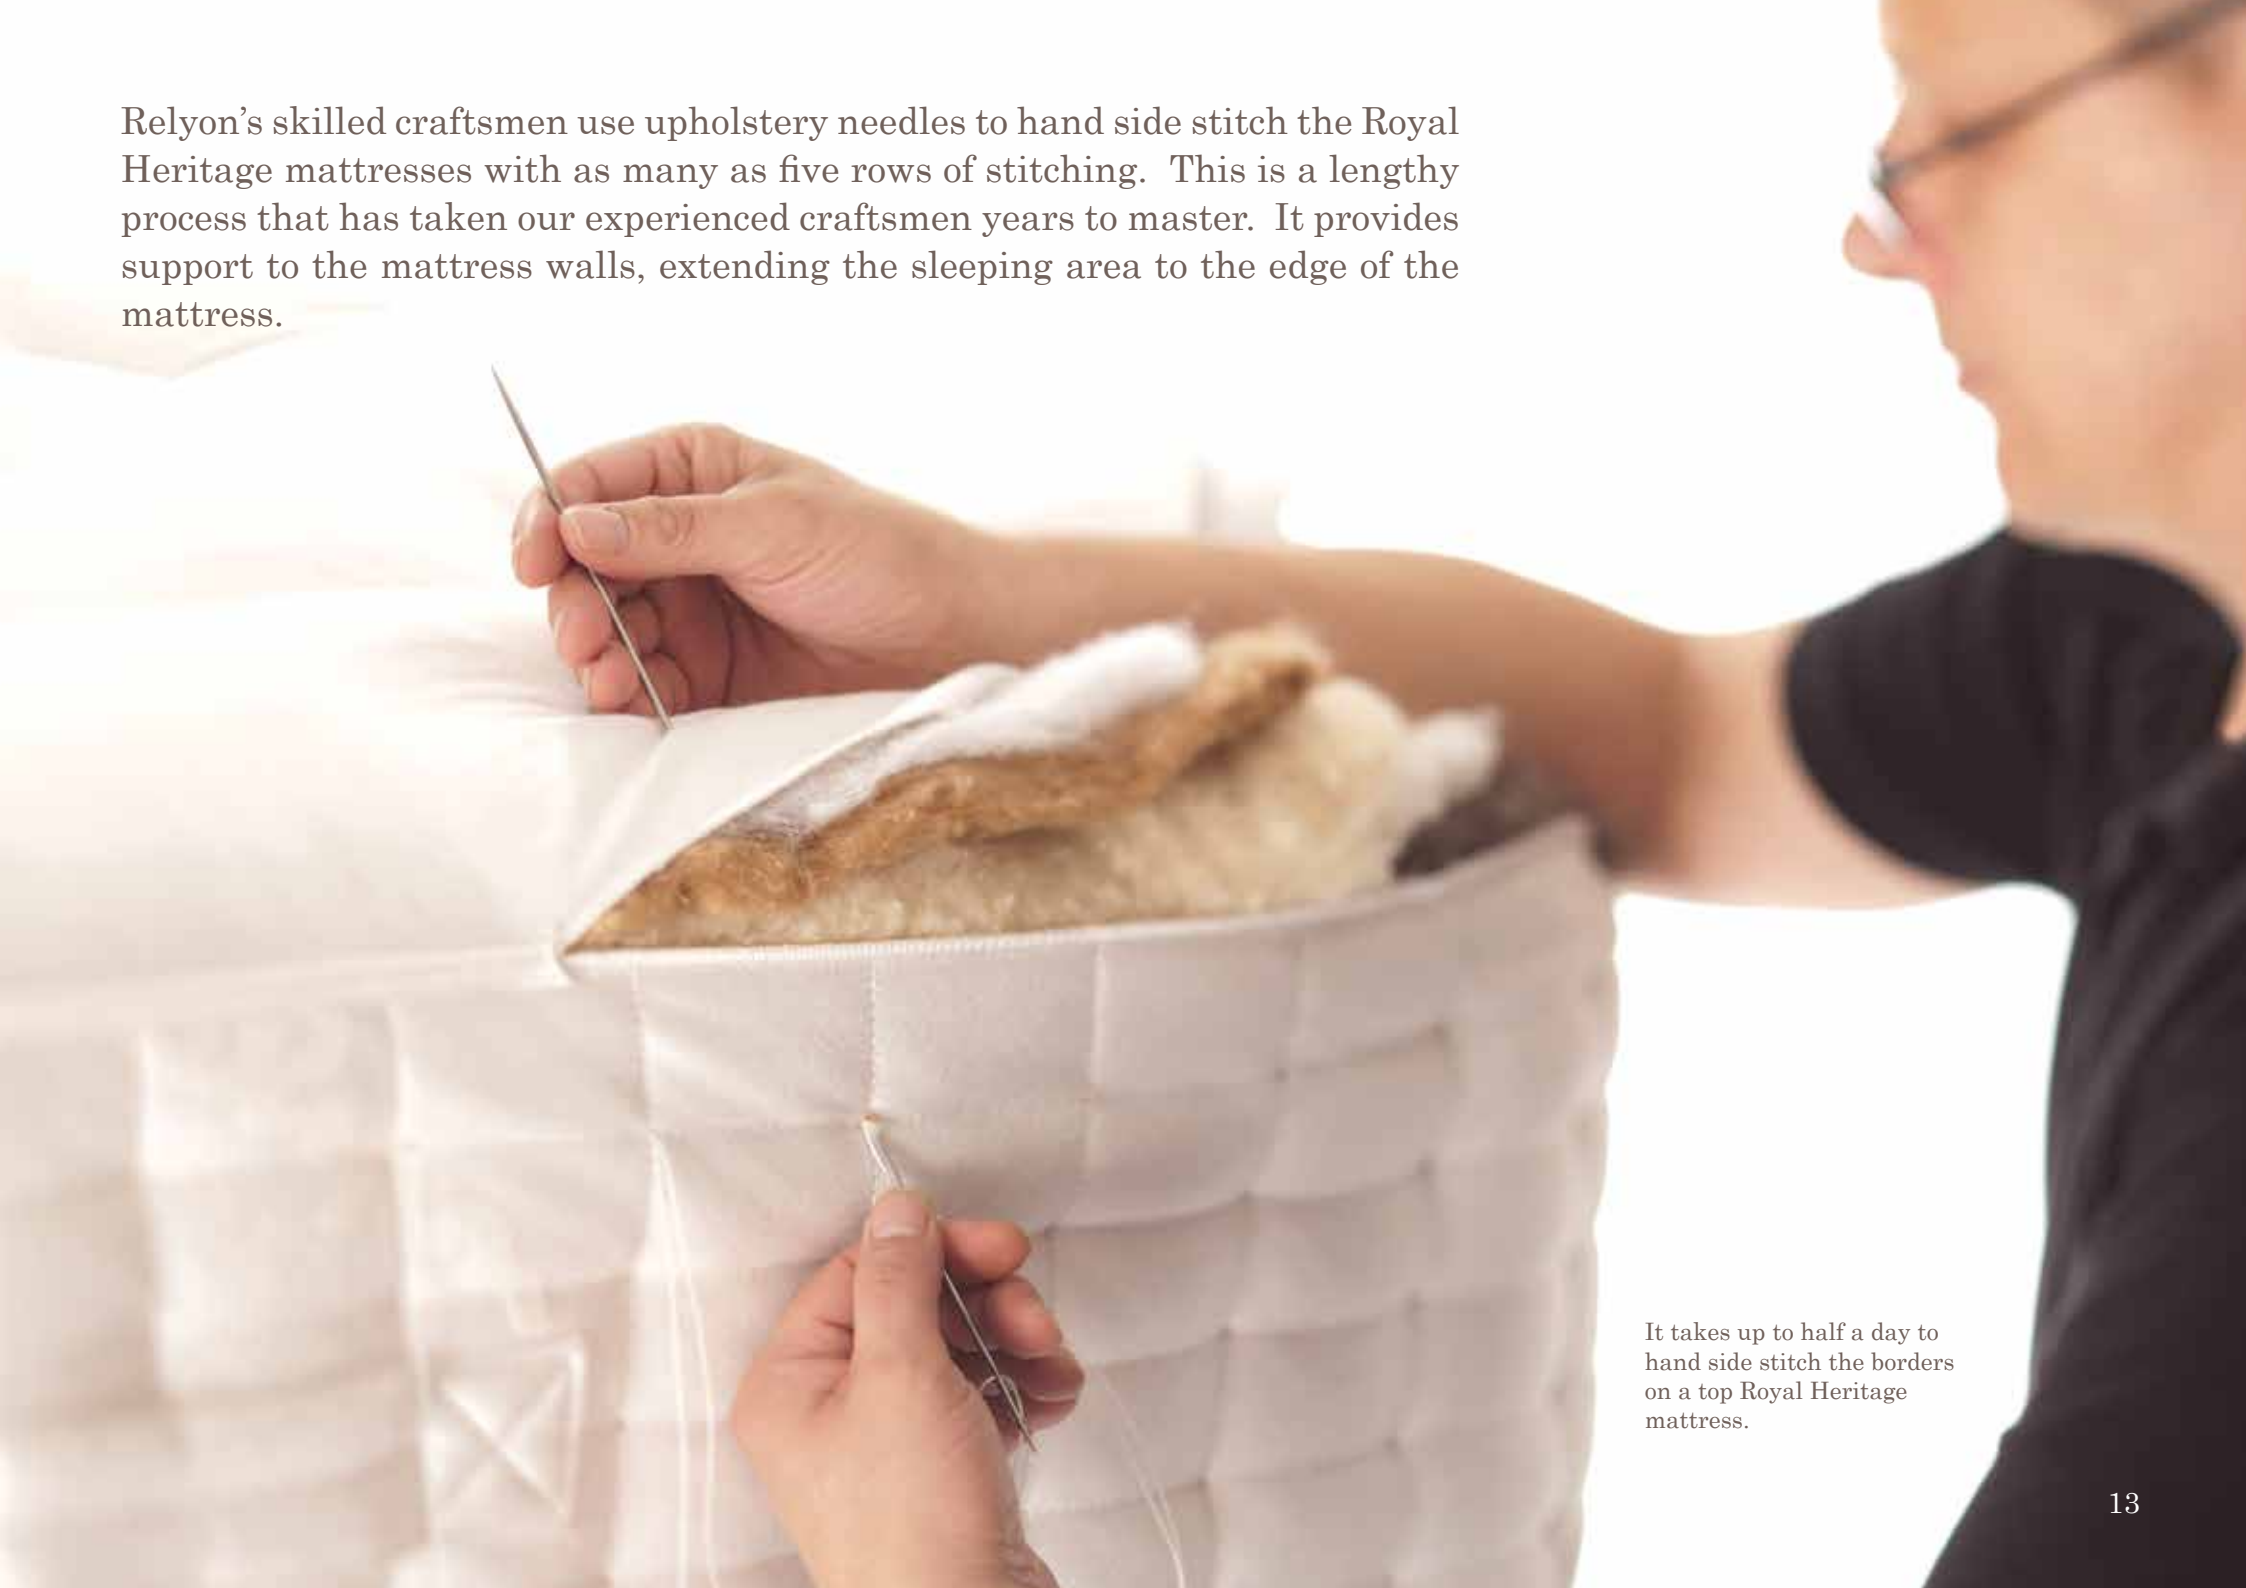 Relyon’s skilled craftsmen use upholstery needles to hand side stitch the Royal
Heritage mattresses with as many as five rows of stitching.  This is a lengthy
process that has taken our experienced craftsmen years to master.  It provides
support to the mattress walls, extending the sleeping area to the edge of the
mattress.
It takes up to half a day to
hand side stitch the borders
on a top Royal Heritage
mattress.
13